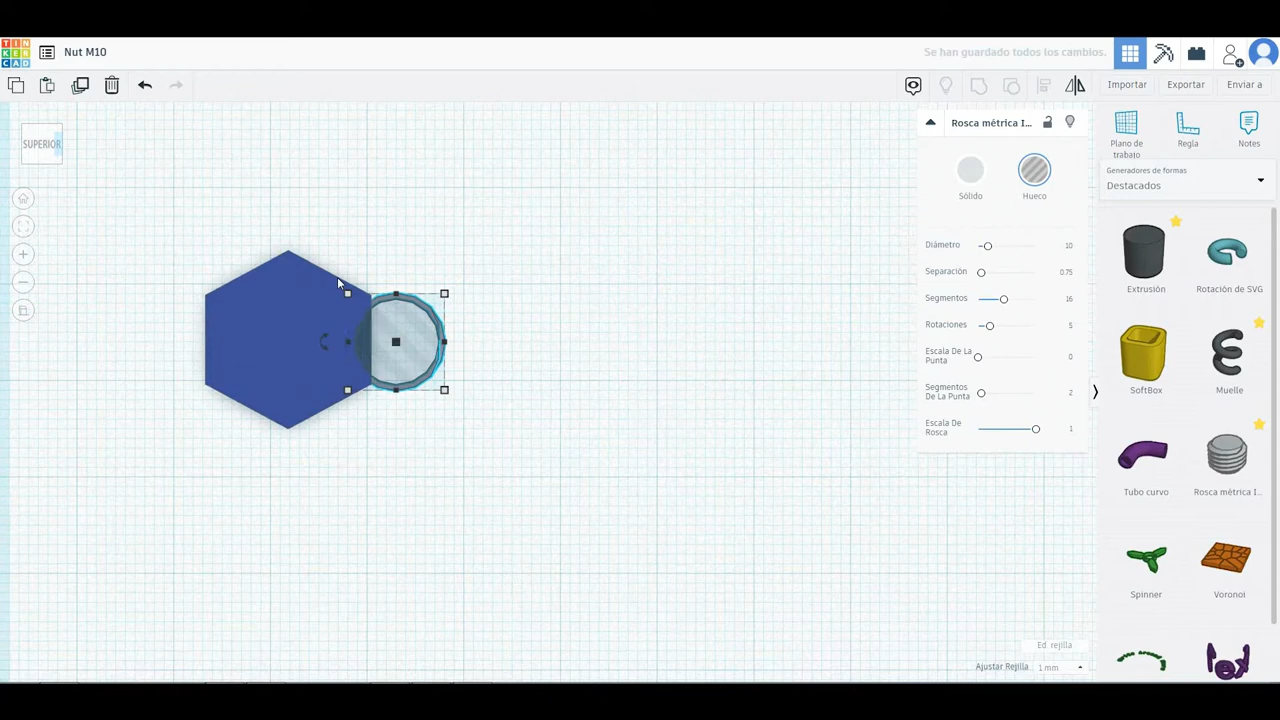 TIN
KER
CAD
Nut M10
Se han guardado todos los cambios.
Importar
Exportar
Enviar a
SUPERIOR
Rosca métrica I...
Sólido
Hueco
Diámetro
10
Separación
0.75
Segmentos
16
Rotaciones
5
Escala De La
Punta
0
Segmentos
De La Punta
2
Escala De
Rosca
1
Plano de
trabajo
Regla
Notes
Generadores de formas
Destacados
Extrusión
Rotación de SVG
SoftBox
Muelle
Tubo curvo
Rosca métrica I...
Spinner
Voronoi
Ed. rejilla
Ajustar Rejilla
1 mm